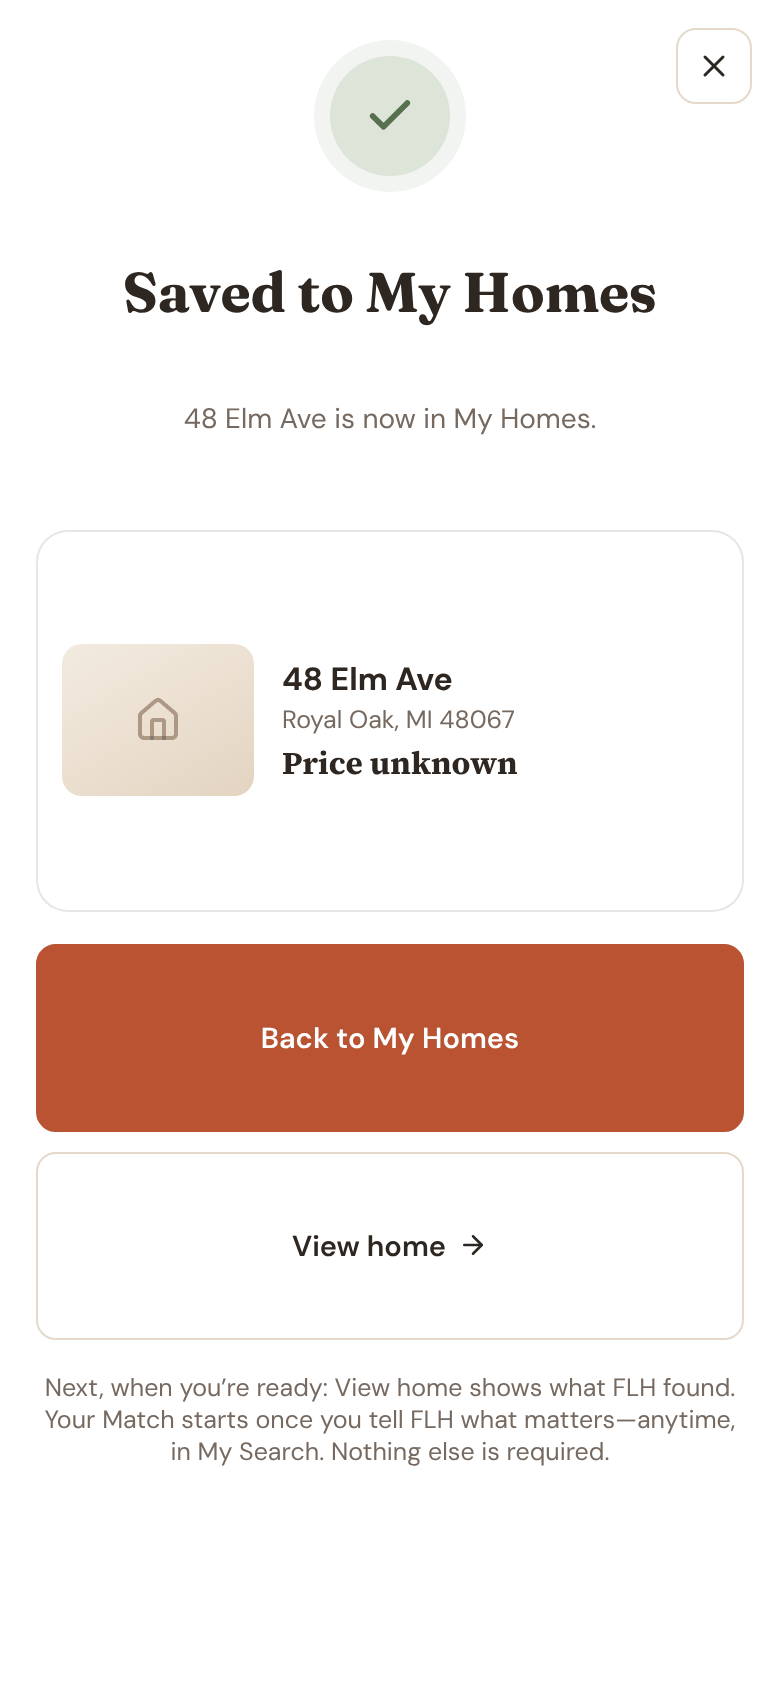 Saved to My Homes
48 Elm Ave is now in My Homes.
48 Elm Ave
Royal Oak, MI 48067
Price unknown
Back to My Homes
View home →
Next, when you’re ready: View home shows what FLH found.
Your Match starts once you tell FLH what matters—anytime,
in My Search. Nothing else is required.